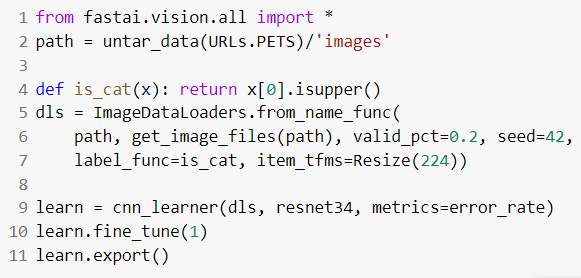 1 from fastai.vision.all import *
2 path = untar_data(URLs.PETS)/'images'
3
4 def is_cat(x): return x[0].isupper()
5 dls = ImageDataLoaders.from_name_func(
6     path, get_image_files(path), valid_pct=0.2, seed=42,
7     label_func=is_cat, item_tfms=Resize(224))
8
9 learn = cnn_learner(dls, resnet34, metrics=error_rate)
10 learn.fine_tune(1)
11 learn.export()